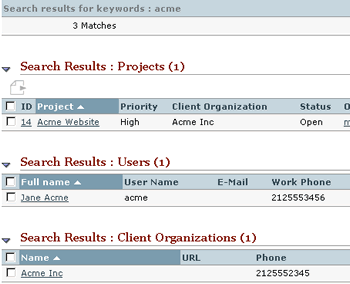 Search results for keywords : acme
3 Matches
Search Results : Projects (1)
ID Project Priority Client Organization Status
14 Acme Website High Acme Inc Open
Search Results : Users (1)
Full name User Name E-Mail Work Phone
Jane Acme acme 2125553456
Search Results : Client Organizations (1)
Name URL Phone
Acme Inc 2125552345